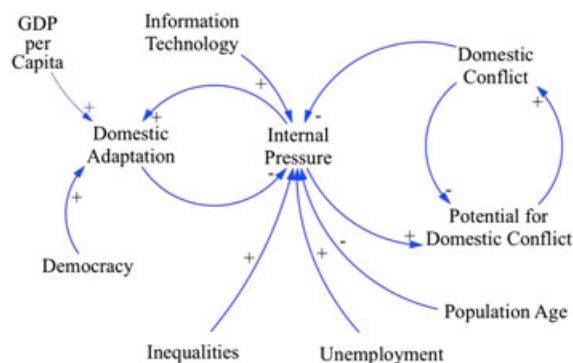 GDP
per
Capita
+
Information
Technology
+
Domestic
Conflict
-
+
+
Domestic
Adaptation
Internal
Pressure
-
+
-
Potential for
Domestic Conflict
+
Democracy
+
+
-
Population Age
Inequalities
Unemployment